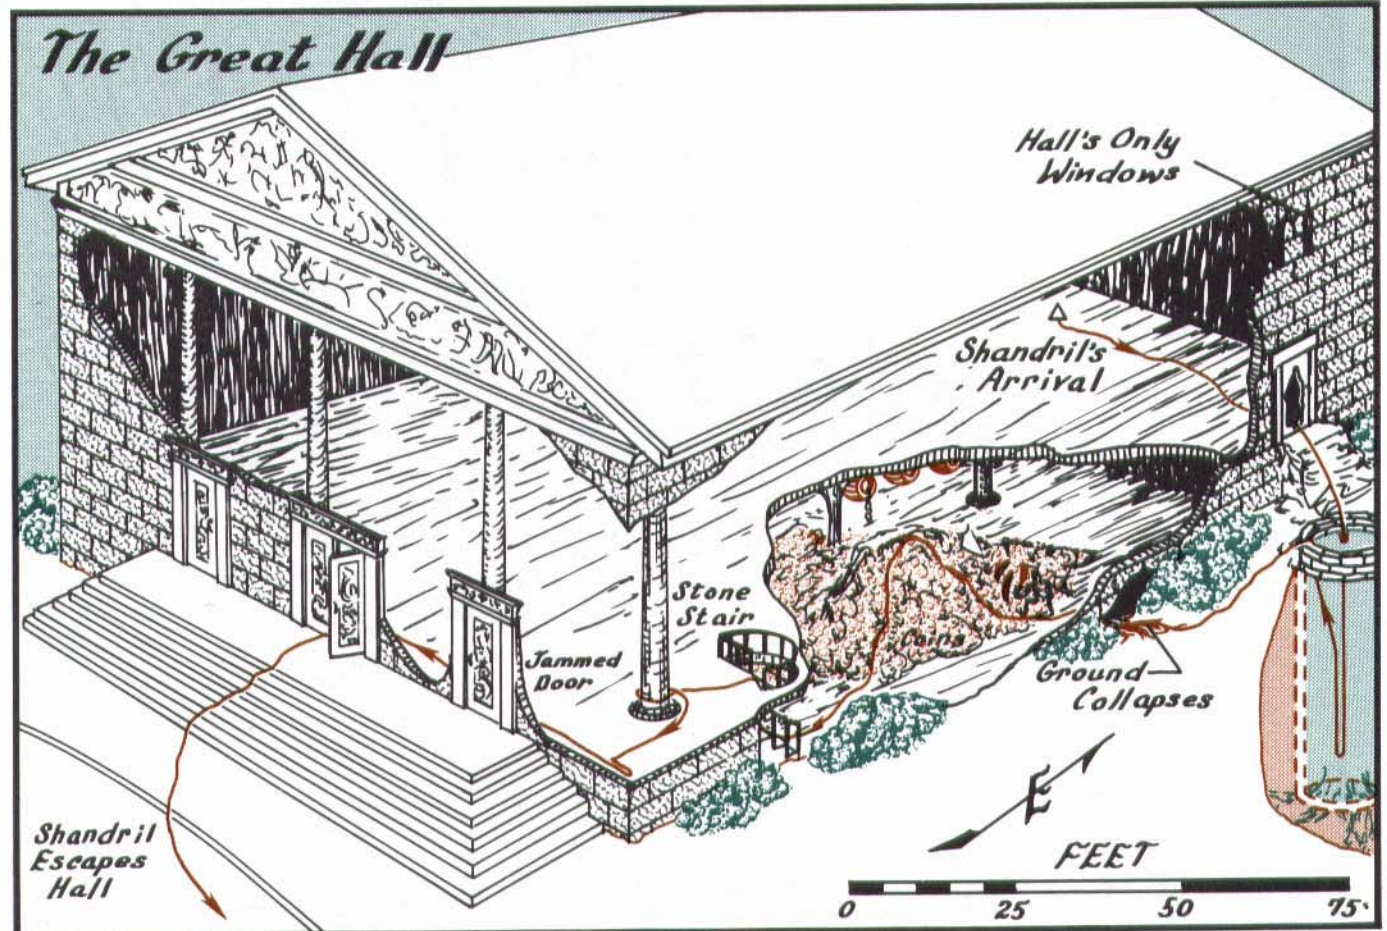 The Great Hall
Hall's Only
Windows
Shandril's
Arrival
Stone
Stair
Jammed
Door
Coins
Ground
Collapses
E
Shandril
Escapes
Hall
FEET
0 25 50 75